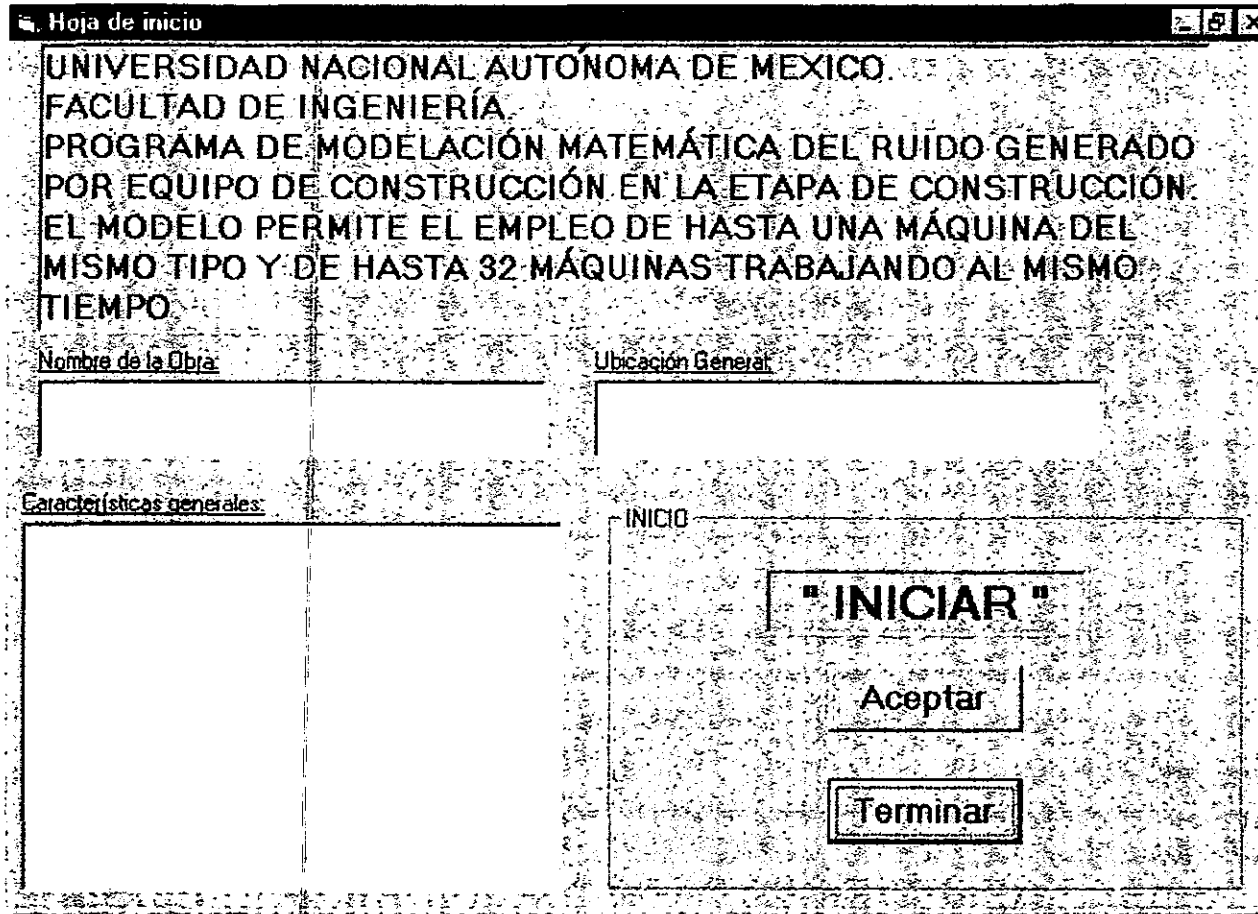 Hoja de inicio
UNIVERSIDAD NACIONAL AUTÓNOMA DE MEXICO.
FACULTAD DE INGENIERÍA.
PROGRAMA DE MODELACIÓN MATEMÁTICA DEL RUIDO GENERADO
POR EQUIPO DE CONSTRUCCIÓN EN LA ETAPA DE CONSTRUCCIÓN.
EL MODELO PERMITE EL EMPLEO DE HASTA UNA MÁQUINA DEL
MISMO TIPO Y DE HASTA 32 MÁQUINAS TRABAJANDO AL MISMO
TIEMPO.
Nombre de la Obra:
Ubicación General:
Características generales:
INICIO
" INICIAR "
Aceptar
Terminar